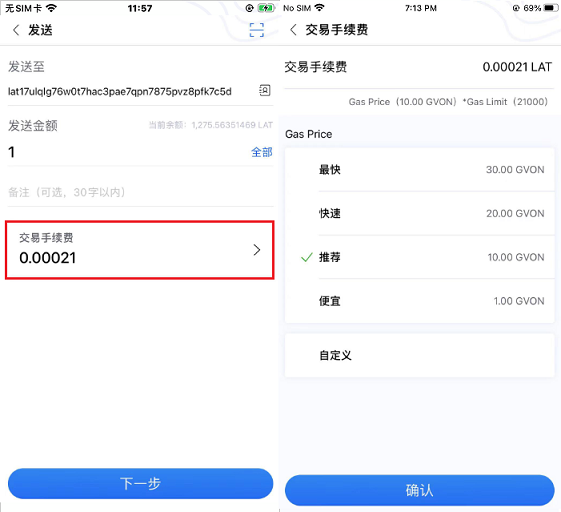 无SIM卡 11:57
发送
发送至
lat17ulqlg76w0t7hac3pae7qpn7875pvz8pfk7c5d
发送金额 当前余额：1,275.56351469 LAT
1 全部
备注（可选，30字以内）
交易手续费
0.00021
下一步
No SIM 7:13 PM 69%
交易手续费
交易手续费 0.00021 LAT
Gas Price（10.00 GVON）*Gas Limit（21000）
Gas Price
最快 30.00 GVON
快速 20.00 GVON
推荐 10.00 GVON
便宜 1.00 GVON
自定义
确认